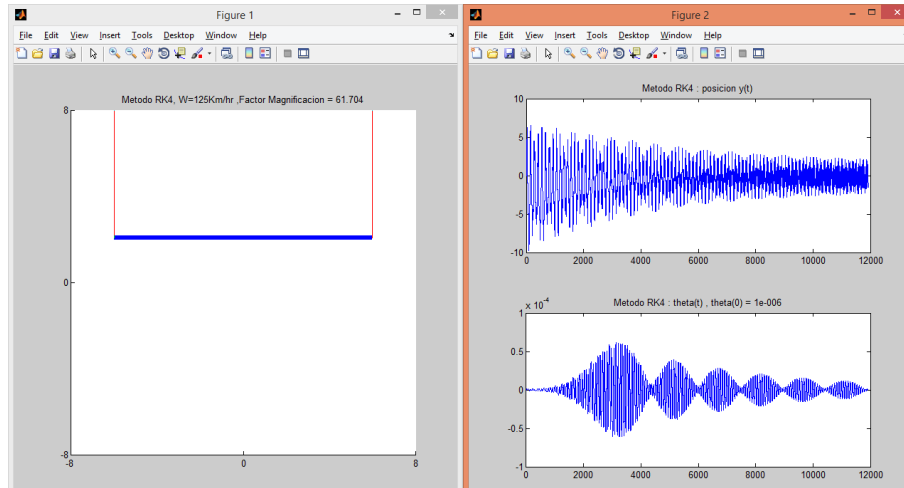 Figure 1
File Edit View Insert Tools Desktop Window Help
Metodo RK4, W=125Km/hr ,Factor Magnificacion = 61.704
8
0
-8
-8 0 8
Figure 2
File Edit View Insert Tools Desktop Window Help
Metodo RK4 : posicion y(t)
10
5
0
-5
-10
0 2000 4000 6000 8000 10000 12000
Metodo RK4 : theta(t) , theta(0) = 1e-006
x 10^-4
1
0.5
0
-0.5
-1
0 2000 4000 6000 8000 10000 12000